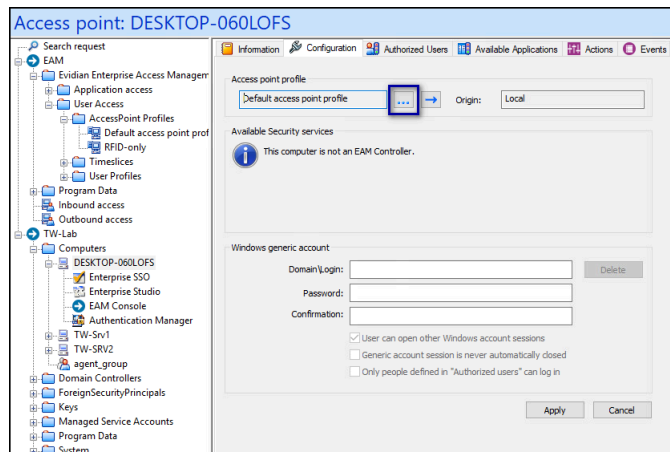 Access point: DESKTOP-060LOFS
Search request
EAM
Evidian Enterprise Access Managem
Application access
User Access
AccessPoint Profiles
Default access point prof
RFID-only
Timeslices
User Profiles
Program Data
Inbound access
Outbound access
TW-Lab
Computers
DESKTOP-060LOFS
Enterprise SSO
Enterprise Studio
EAM Console
Authentication Manager
TW-Srv1
TW-SRV2
agent_group
Domain Controllers
ForeignSecurityPrincipals
Keys
Managed Service Accounts
Program Data
System
Information Configuration Authorized Users Available Applications Actions Events
Access point profile
Default access point profile ... → Origin: Local
Available Security services
This computer is not an EAM Controller.
Windows generic account
Domain\Login: Delete
Password:
Confirmation:
User can open other Windows account sessions
Generic account session is never automatically closed
Only people defined in "Authorized users" can log in
Apply Cancel